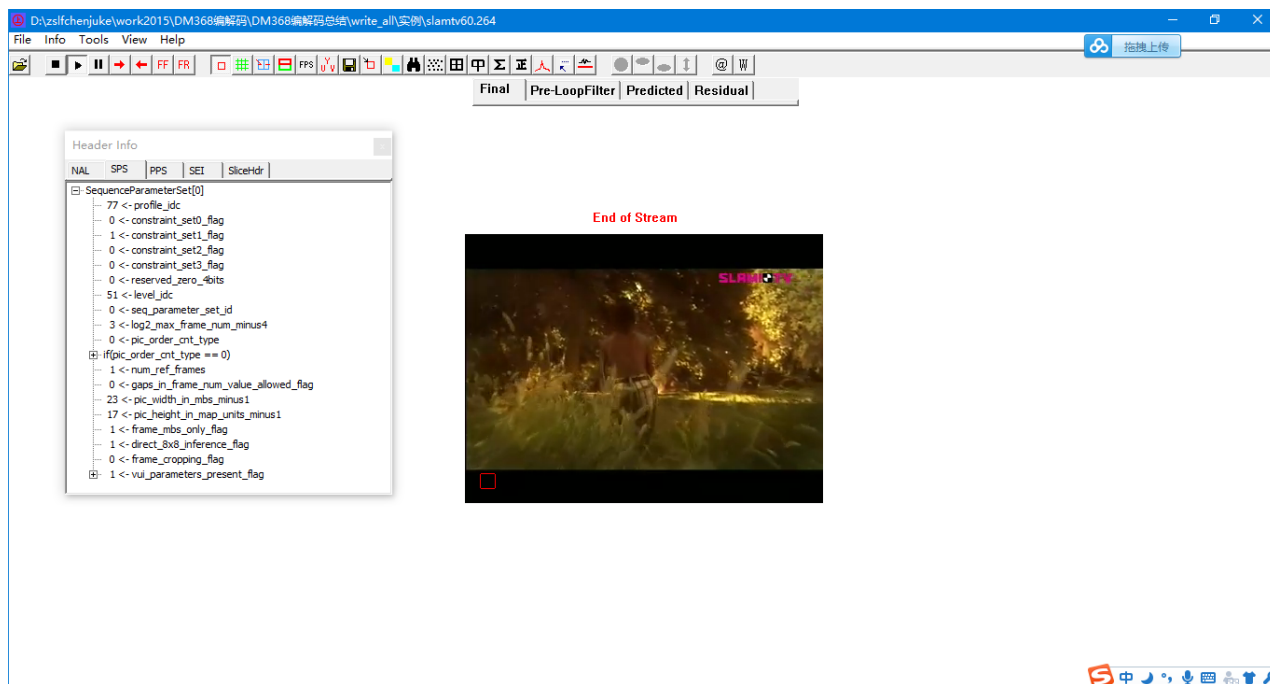 D:\zslfchenjuke\work2015\DM368编解码\DM368编解码总结\write_all\实例\slamtv60.264
File Info Tools View Help
拖拽上传
FF FR FPS YUV Σ 正 @ W
Final Pre-LoopFilter Predicted Residual
Header Info
NAL SPS PPS SEI SliceHdr
SequenceParameterSet[0]
77 <- profile_idc
0 <- constraint_set0_flag
1 <- constraint_set1_flag
0 <- constraint_set2_flag
0 <- constraint_set3_flag
0 <- reserved_zero_4bits
51 <- level_idc
0 <- seq_parameter_set_id
3 <- log2_max_frame_num_minus4
0 <- pic_order_cnt_type
if(pic_order_cnt_type == 0)
1 <- num_ref_frames
0 <- gaps_in_frame_num_value_allowed_flag
23 <- pic_width_in_mbs_minus1
17 <- pic_height_in_map_units_minus1
1 <- frame_mbs_only_flag
1 <- direct_8x8_inference_flag
0 <- frame_cropping_flag
1 <- vui_parameters_present_flag
End of Stream
SLAM TV
中